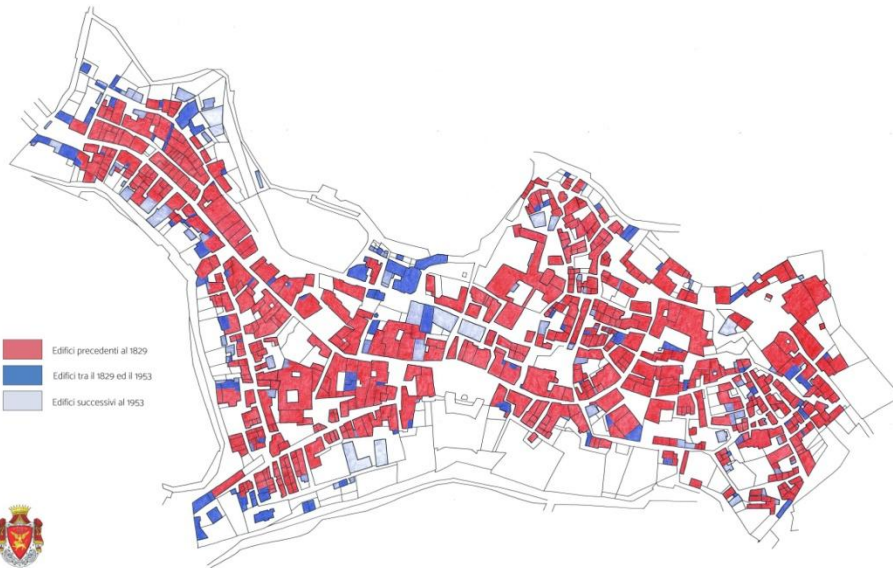 Edifici precedenti al 1829
Edifici tra il 1829 ed il 1953
Edifici successivi al 1953